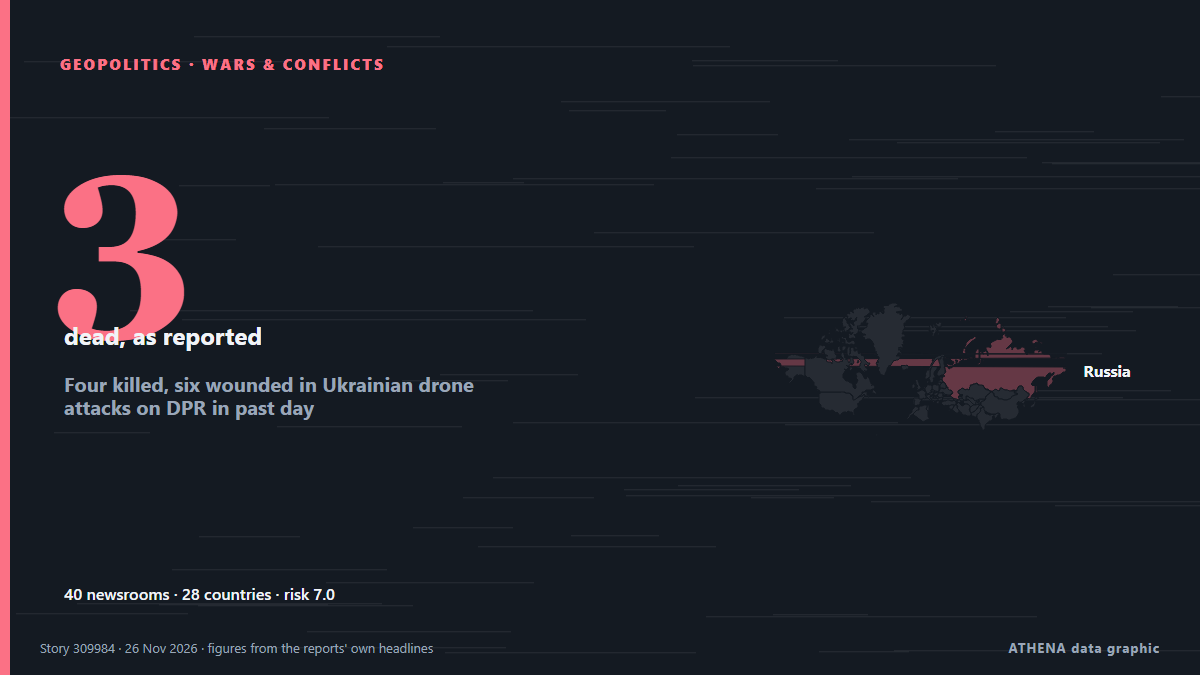 GEOPOLITICS · WARS & CONFLICTS
3
dead, as reported
Four killed, six wounded in Ukrainian drone
attacks on DPR in past day
Russia
40 newsrooms · 28 countries · risk 7.0
Story 309984 · 26 Nov 2026 · figures from the reports' own headlines
ATHENA data graphic